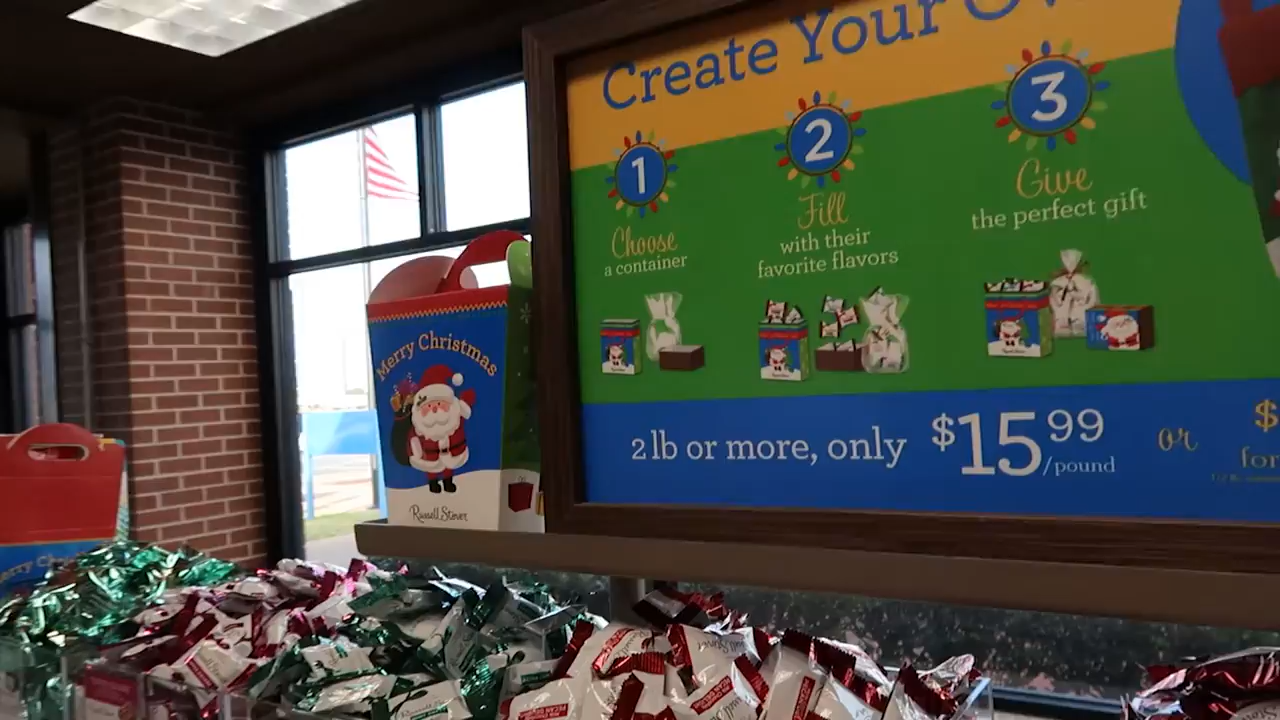 Create Your
1
Choose
a container
2
Fill
with their
favorite flavors
3
Give
the perfect gift
2 lb or more, only $15 99 /pound or $
for
Merry Christmas
Russell Stover